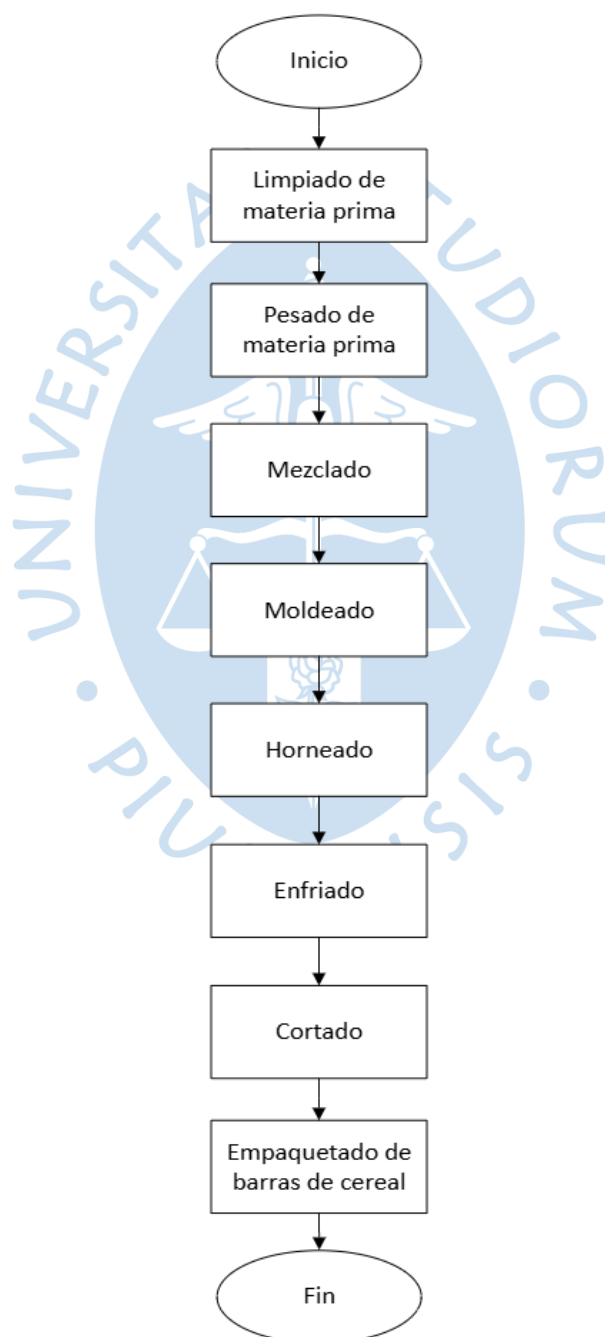 Inicio
Limpiado de
materia prima
Pesado de
materia prima
Mezclado
Moldeado
Horneado
Enfriado
Cortado
Empaquetado de
barras de cereal
Fin